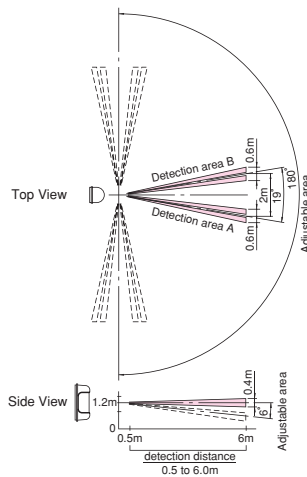 Detection area B
0.6m
Top View
2m
19°
180°
Adjustable area
Detection area A
0.6m
Side View
1.2m
0.4m
6°
Adjustable area
0
0.5m
6m
detection distance
0.5 to 6.0m